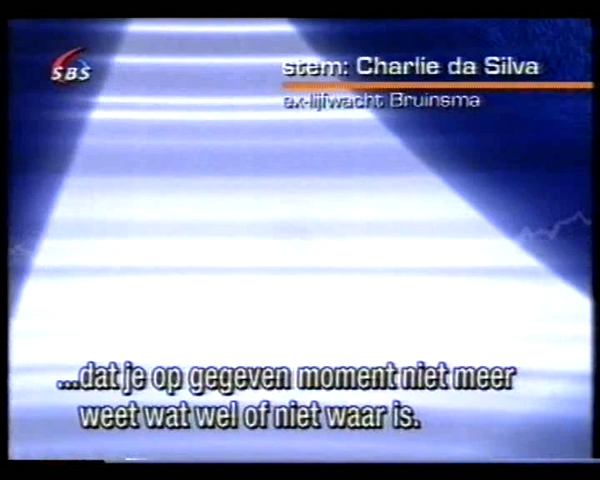 SBS
stem: Charlie da Silva
ex-lijfwacht Bruinsma
...dat je op gegeven moment niet meer
weet wat wel of niet waar is.